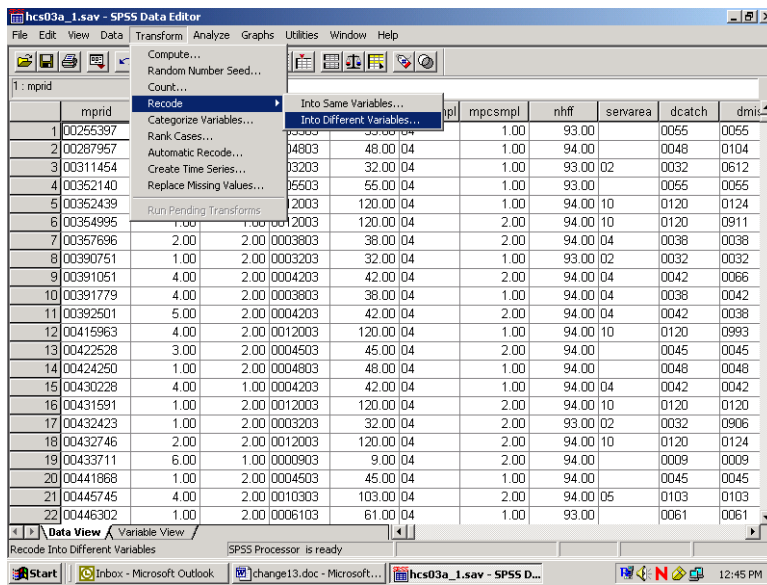 hcs03a_1.sav - SPSS Data Editor
File Edit View Data Transform Analyze Graphs Utilities Window Help
1 : mprid
Compute...
Random Number Seed...
Count...
Recode
Categorize Variables...
Rank Cases...
Automatic Recode...
Create Time Series...
Replace Missing Values...
Run Pending Transforms
Into Same Variables...
Into Different Variables...
mprid mpcsmpl nhff servarea dcatch dmis
1 00255397 1.00 93.00 0055 0055
2 00287957 04803 48.00 04 1.00 94.00 0048 0104
3 00311454 03203 32.00 04 1.00 93.00 02 0032 0612
4 00352140 05503 55.00 04 1.00 93.00 0055 0055
5 00352439 12003 120.00 04 1.00 94.00 10 0120 0124
6 00354995 1.00 1.00 0012003 120.00 04 2.00 94.00 10 0120 0911
7 00357696 2.00 2.00 0003803 38.00 04 2.00 94.00 04 0038 0038
8 00390751 1.00 2.00 0003203 32.00 04 1.00 93.00 02 0032 0032
9 00391051 4.00 2.00 0004203 42.00 04 2.00 94.00 04 0042 0066
10 00391779 4.00 2.00 0003803 38.00 04 1.00 94.00 04 0038 0042
11 00392501 5.00 2.00 0004203 42.00 04 2.00 94.00 04 0042 0038
12 00415963 4.00 2.00 0012003 120.00 04 1.00 94.00 10 0120 0993
13 00422528 3.00 2.00 0004503 45.00 04 2.00 94.00 0045 0045
14 00424250 1.00 2.00 0004803 48.00 04 1.00 94.00 0048 0048
15 00430228 4.00 1.00 0004203 42.00 04 1.00 94.00 04 0042 0042
16 00431591 1.00 2.00 0012003 120.00 04 2.00 94.00 10 0120 0120
17 00432423 1.00 2.00 0003203 32.00 04 2.00 93.00 02 0032 0906
18 00432746 2.00 2.00 0012003 120.00 04 2.00 94.00 10 0120 0124
19 00433711 6.00 1.00 0000903 9.00 04 2.00 94.00 0009 0009
20 00441868 1.00 2.00 0004503 45.00 04 1.00 94.00 0045 0045
21 00445745 4.00 2.00 0010303 103.00 04 2.00 94.00 05 0103 0103
22 00446302 1.00 2.00 0006103 61.00 04 1.00 93.00 0061 0061
Data View Variable View
Recode Into Different Variables SPSS Processor is ready
Start Inbox - Microsoft Outlook change13.doc - Microsoft... hcs03a_1.sav - SPSS D... 12:45 PM